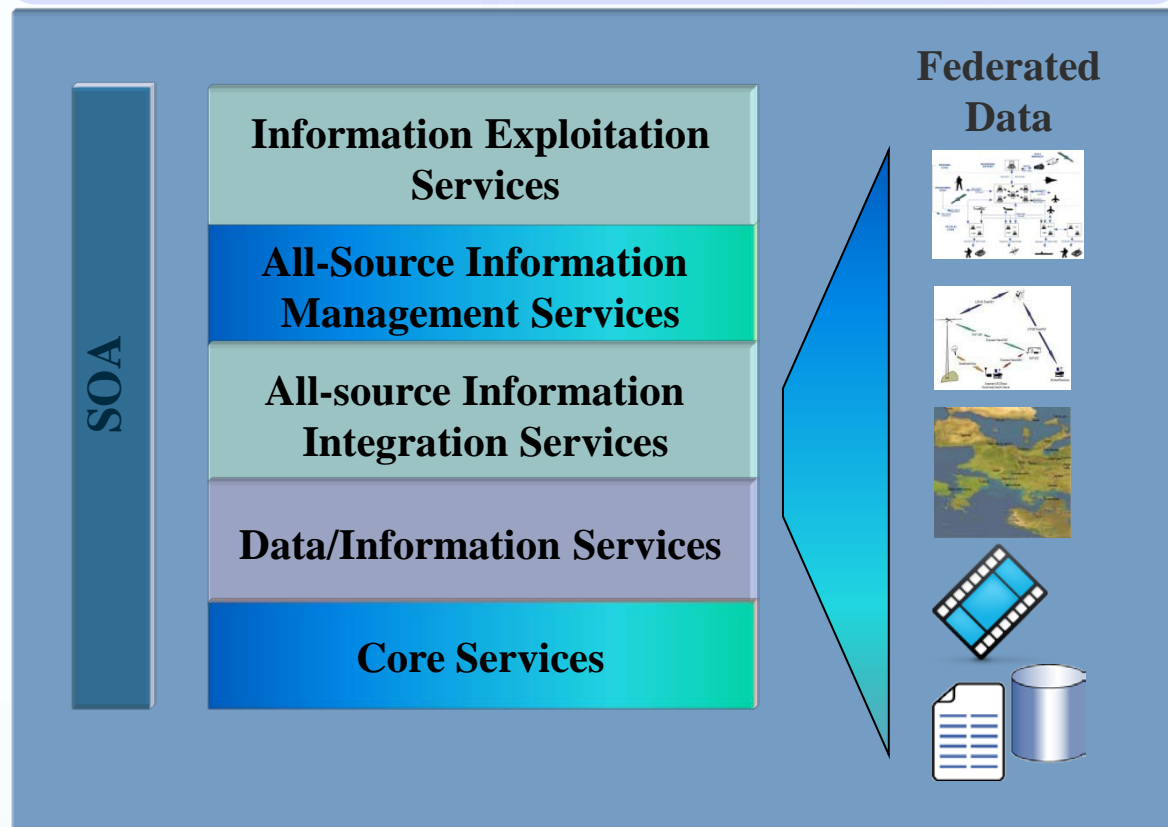 SOA
Information Exploitation
Services
All-Source Information
Management Services
All-source Information
Integration Services
Data/Information Services
Core Services
Federated
Data